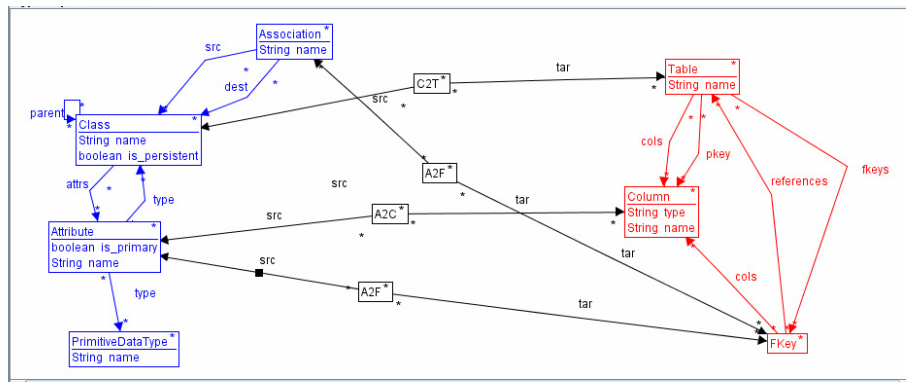 Association *
String name
src
*
dest
*
parent
*
*
Class *
String name
boolean is_persistent
*
attrs
*
*
type
*
Attribute *
boolean is_primary
String name
*
type
*
PrimitiveDataType *
String name
C2T *
src
*
*
tar
*
A2F *
*
src
*
tar
*
A2C *
src
*
*
tar
*
A2F *
src
*
*
tar
*
Table *
String name
*
cols
*
*
pkey
*
*
references
*
*
fkeys
*
Column *
String type
String name
*
cols
*
FKey *